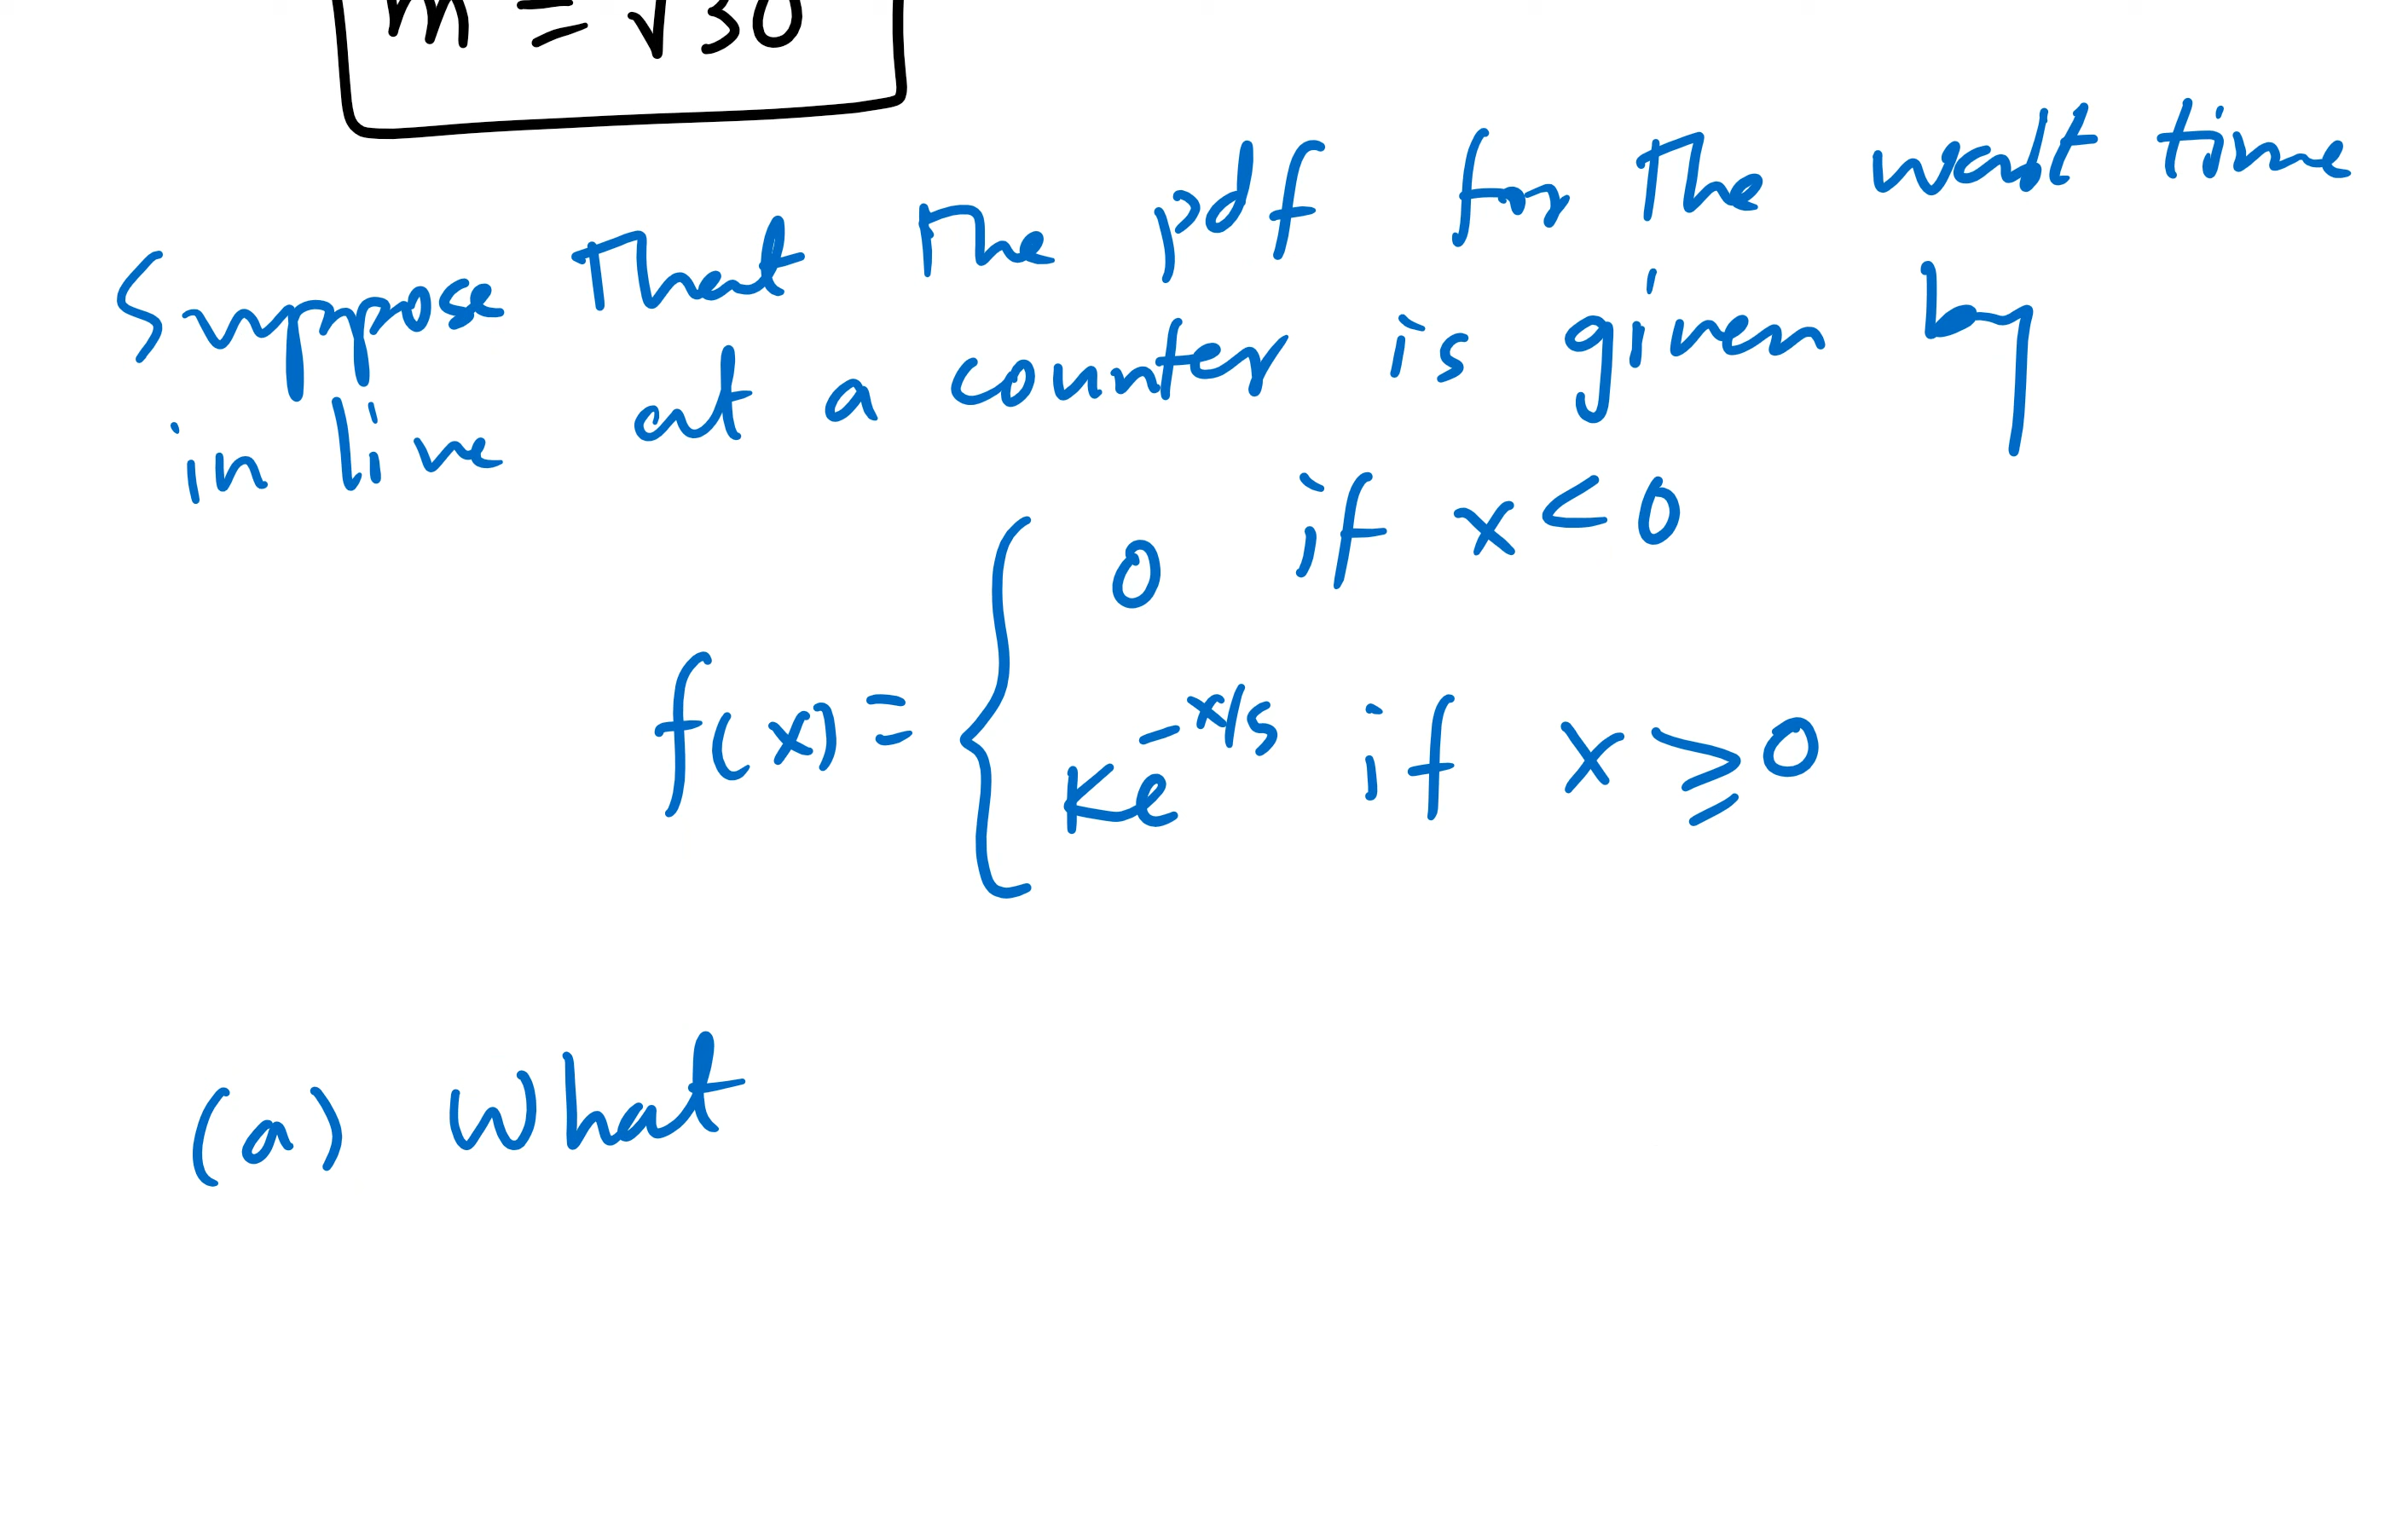 m = √30
Suppose that the pdf for the wait time
in line at a counter is given by
0 if x < 0
f(x) =
Ke^{-x/5} if x ≥ 0
(a) What